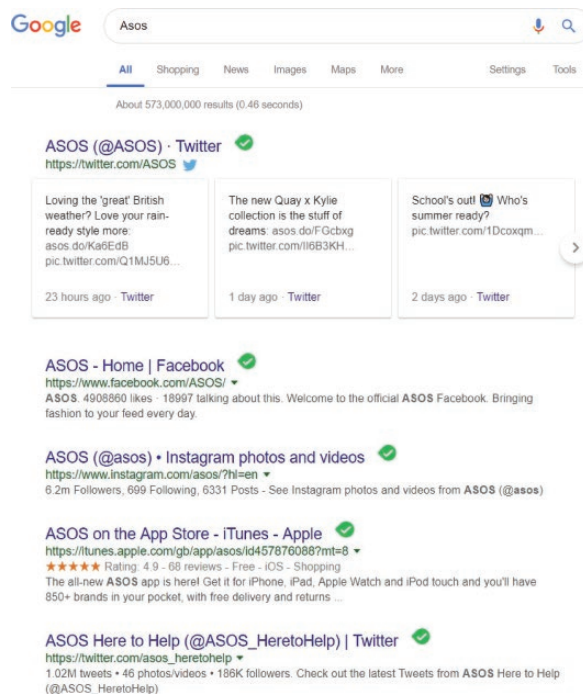 Google
Asos
All Shopping News Images Maps More Settings Tools
About 573,000,000 results (0.46 seconds)
ASOS (@ASOS) · Twitter
https://twitter.com/ASOS
Loving the 'great' British
weather? Love your rain-
ready style more:
asos.do/Ka6EdB
pic.twitter.com/Q1MJ5U6...
23 hours ago · Twitter
The new Quay x Kylie
collection is the stuff of
dreams: asos.do/FGcbxg
pic.twitter.com/II6B3KH...
1 day ago · Twitter
School's out! Who's
summer ready?
pic.twitter.com/1Dcoxqm...
2 days ago · Twitter
ASOS - Home | Facebook
https://www.facebook.com/ASOS/
ASOS. 4908660 likes · 18997 talking about this. Welcome to the official ASOS Facebook. Bringing
fashion to your feed every day.
ASOS (@asos) • Instagram photos and videos
https://www.instagram.com/asos/?hl=en
6.2m Followers, 699 Following, 6331 Posts - See Instagram photos and videos from ASOS (@asos)
ASOS on the App Store - iTunes - Apple
https://itunes.apple.com/gb/app/asos/id457876088?mt=8
★★★★★ Rating: 4.9 - 68 reviews - Free - iOS - Shopping
The all-new ASOS app is here! Get it for iPhone, iPad, Apple Watch and iPod touch and you'll have
850+ brands in your pocket, with free delivery and returns ...
ASOS Here to Help (@ASOS_HeretoHelp) | Twitter
https://twitter.com/asos_heretohelp
1.02M tweets • 46 photos/videos • 186K followers. Check out the latest Tweets from ASOS Here to Help
(@ASOS_HeretoHelp)